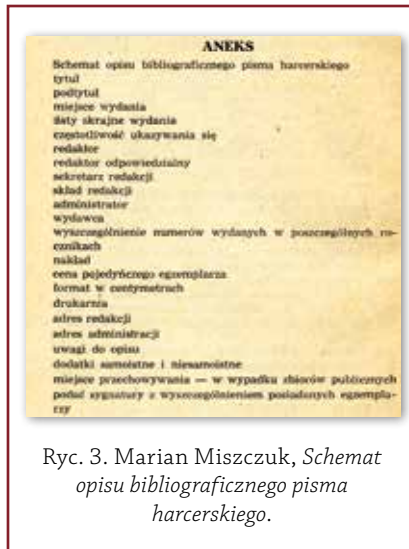 ANEKS
Schemat opisu bibliograficznego pisma harcerskiego
tytuł
podtytuł
miejsce wydania
daty skrajne wydania
częstotliwość ukazywania się
redaktor
redaktor odpowiedzialny
sekretarz redakcji
skład redakcji
administrator
wydawca
wyszczególnienie numerów wydanych w poszczególnych ro-
cznikach
nakład
cena pojedyńczego egzemplarza
format w centymetrach
drukarnia
adres redakcji
adres administracji
uwagi do opisu
dodatki samoistne i niesamoistne
miejsce przechowywania — w wypadku zbiorów publicznych
podać sygnatury z wyszczególnieniem posiadanych egzempla-
rzy
Ryc. 3. Marian Miszczuk, Schemat
opisu bibliograficznego pisma
harcerskiego.